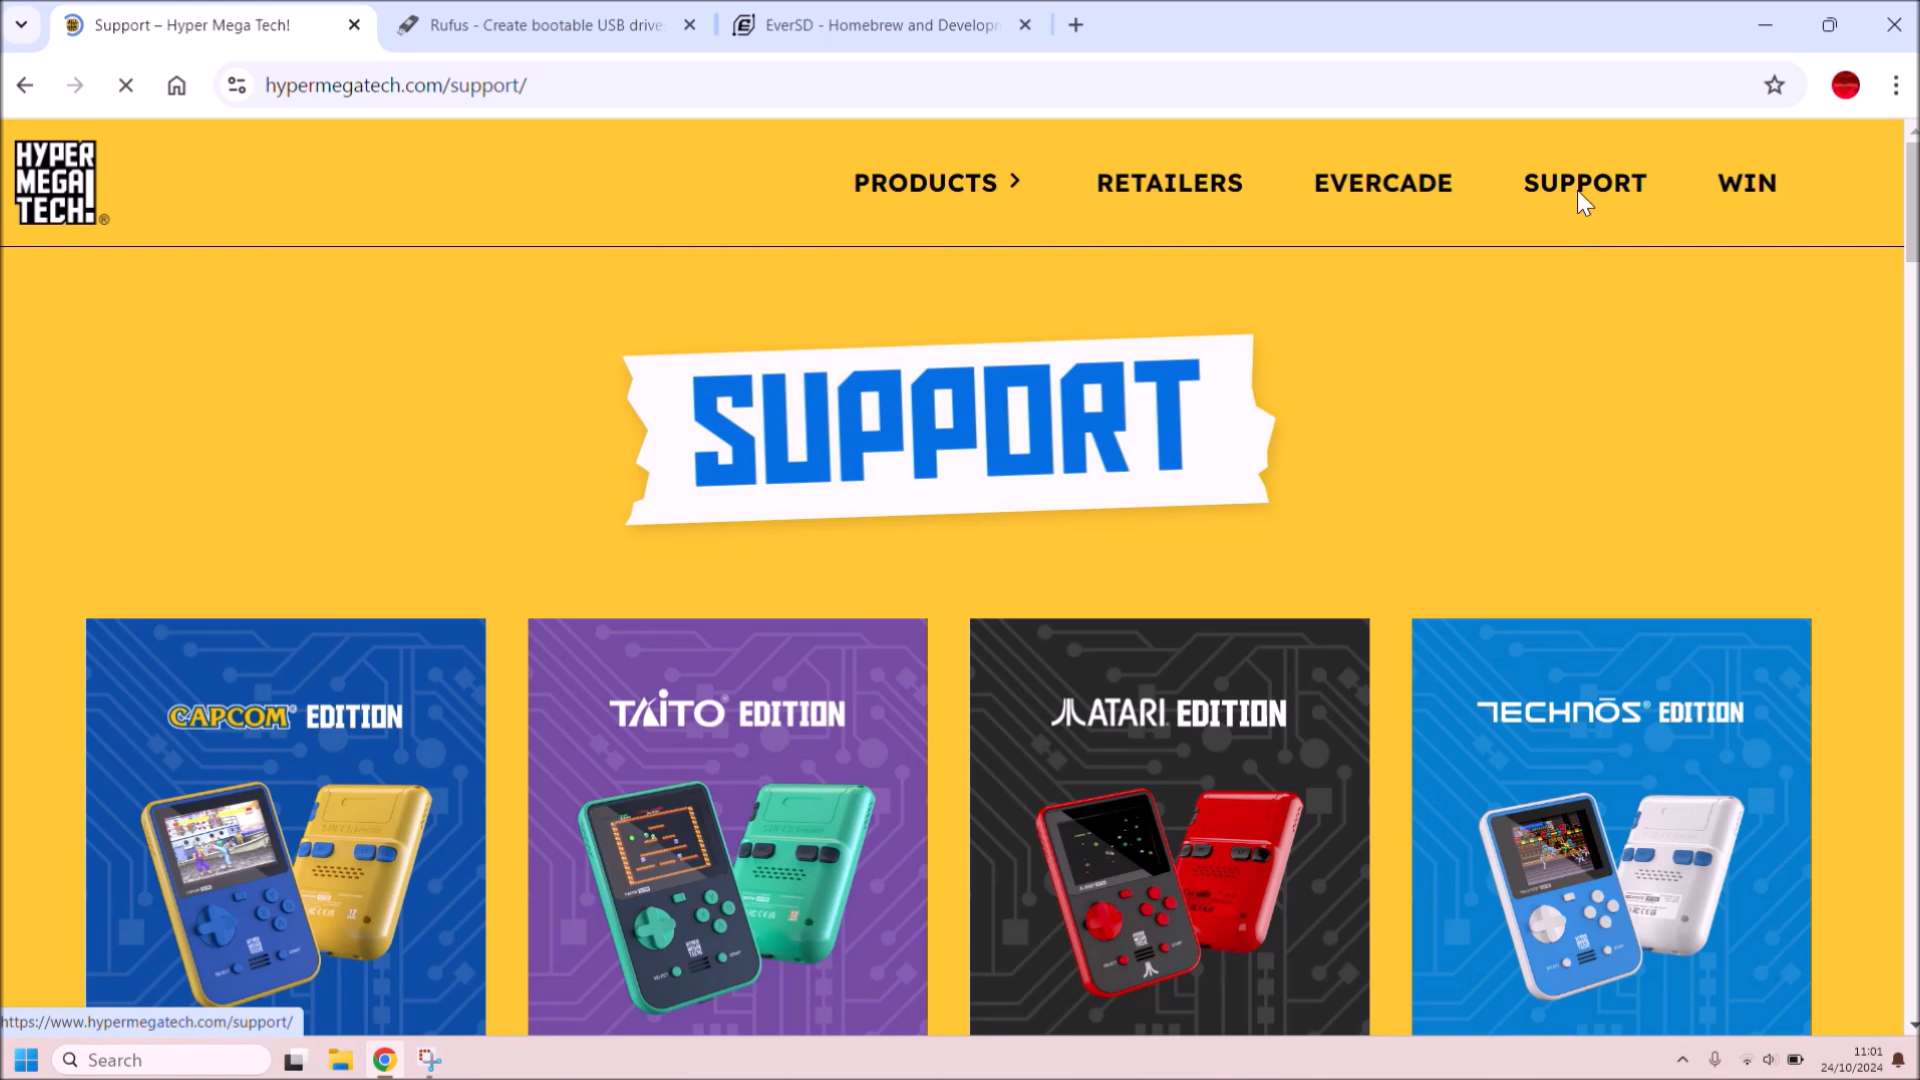 Support – Hyper Mega Tech!
Rufus - Create bootable USB drive
EverSD - Homebrew and Developn
hypermegatech.com/support/
HYPER
MEGA
TECH!
®
PRODUCTS
RETAILERS
EVERCADE
SUPPORT
WIN
SUPPORT
CAPCOM® EDITION
TAITO® EDITION
ATARI EDITION
TECHNŌS® EDITION
https://www.hypermegatech.com/support/
Search
11:01
24/10/2024